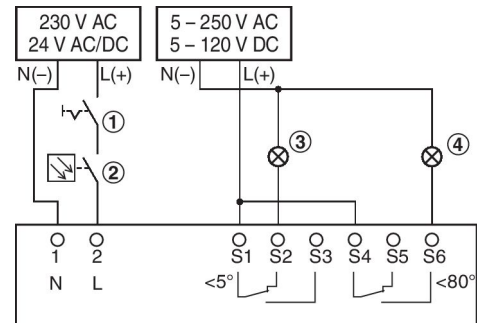 230 V AC
24 V AC/DC
5 – 250 V AC
5 – 120 V DC
N(–) L(+)
N(–) L(+)
1
2
3
4
1 2 S1 S2 S3 S4 S5 S6
N L <5° <80°